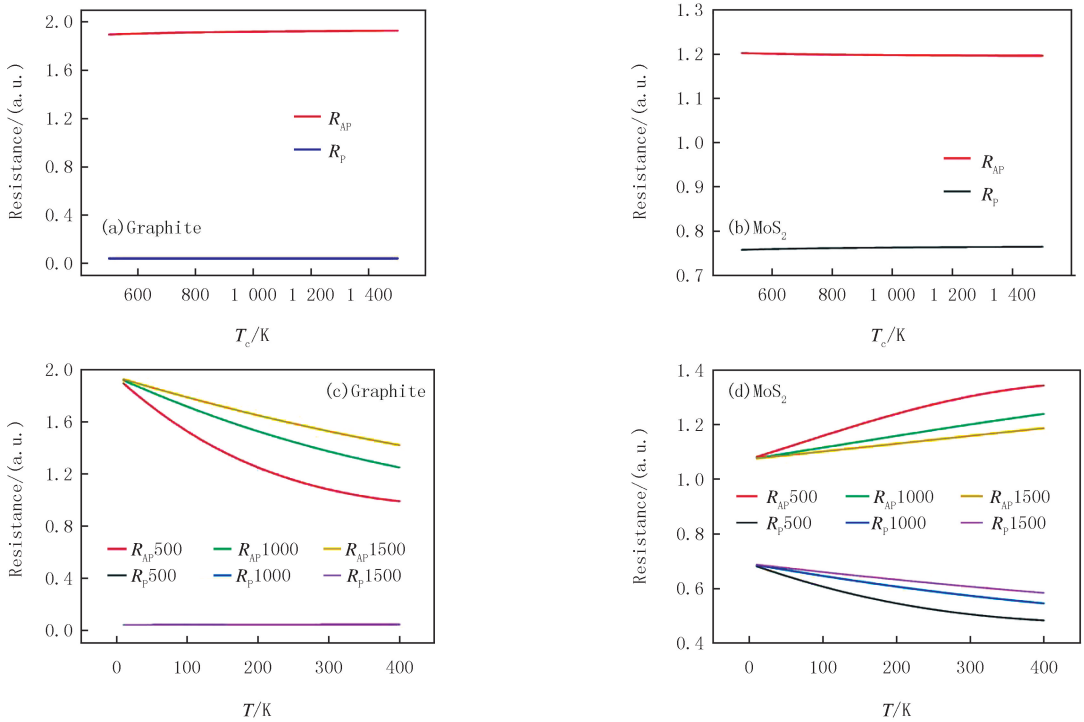 2.0
1.6
1.2
0.8
0.4
0.0
Resistance/(a.u.)
R_AP
R_P
(a)Graphite
600 800 1 000 1 200 1 400
T_c/K
1.3
1.2
1.1
1.0
0.9
0.8
0.7
Resistance/(a.u.)
R_AP
R_P
(b)MoS_2
600 800 1 000 1 200 1 400
T_c/K
2.0
1.6
1.2
0.8
0.4
0.0
Resistance/(a.u.)
(c)Graphite
R_AP500 R_AP1000 R_AP1500
R_P500 R_P1000 R_P1500
0 100 200 300 400
T/K
1.4
1.2
1.0
0.8
0.6
0.4
Resistance/(a.u.)
(d)MoS_2
R_AP500 R_AP1000 R_AP1500
R_P500 R_P1000 R_P1500
0 100 200 300 400
T/K